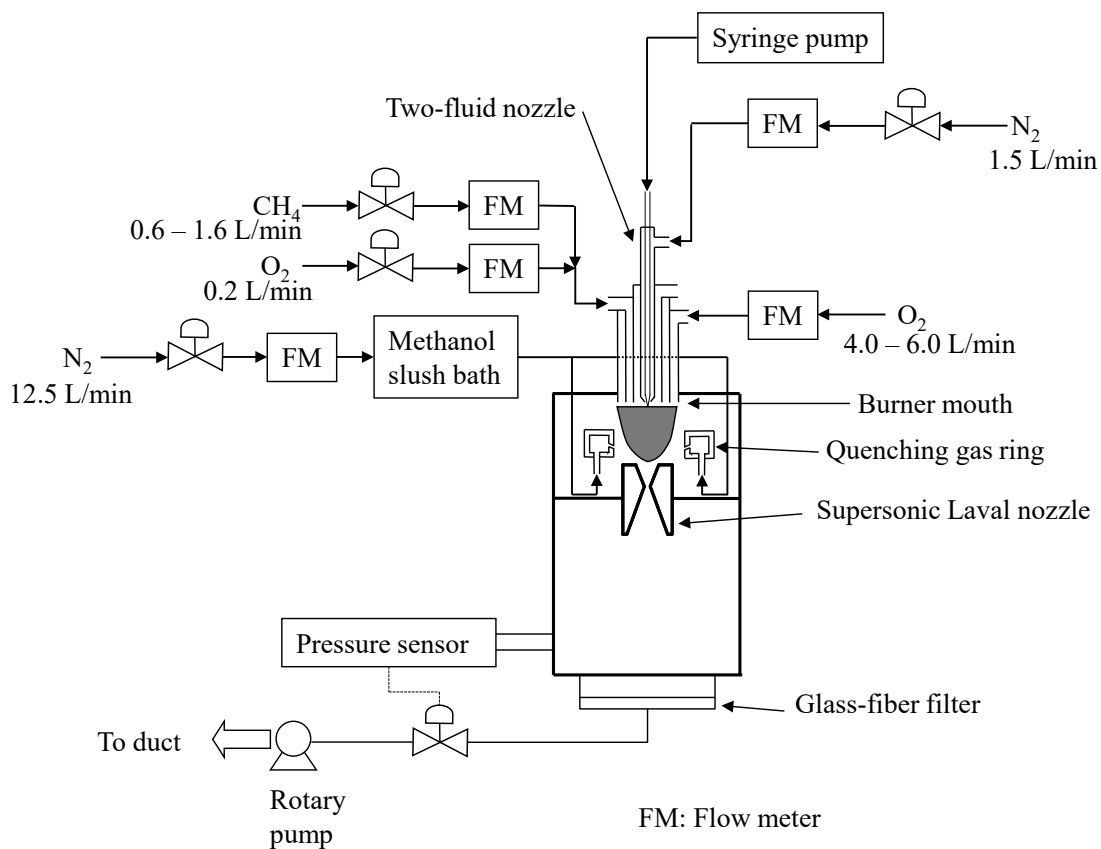 Syringe pump
Two-fluid nozzle
FM
N₂
1.5 L/min
CH₄
0.6 – 1.6 L/min
FM
O₂
0.2 L/min
FM
FM
O₂
4.0 – 6.0 L/min
N₂
12.5 L/min
FM
Methanol
slush bath
Burner mouth
Quenching gas ring
Supersonic Laval nozzle
Pressure sensor
Glass-fiber filter
To duct
Rotary
pump
FM: Flow meter